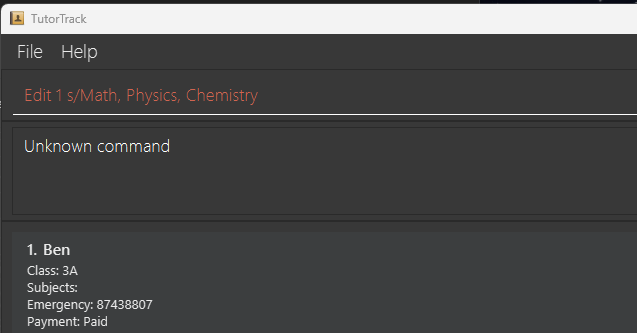 TutorTrack
File Help
Edit 1 s/Math, Physics, Chemistry
Unknown command
1. Ben
Class: 3A
Subjects:
Emergency: 87438807
Payment: Paid